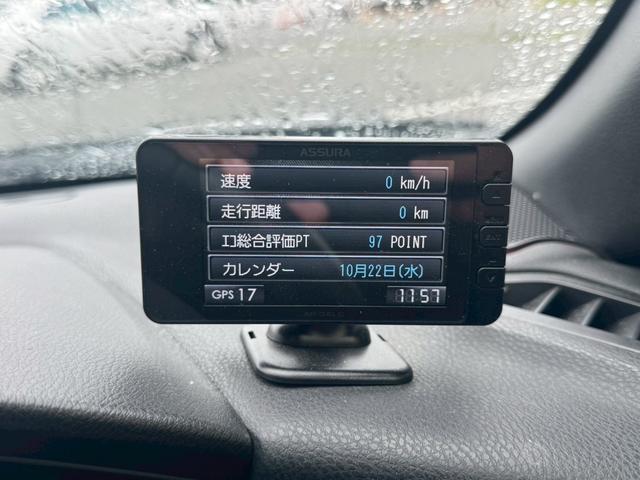 ASSURA
速度 0 km/h
走行距離 0 km
ｴｺ総合評価PT 97 POINT
カレンダー 10月22日(水)
GPS 17 11:57